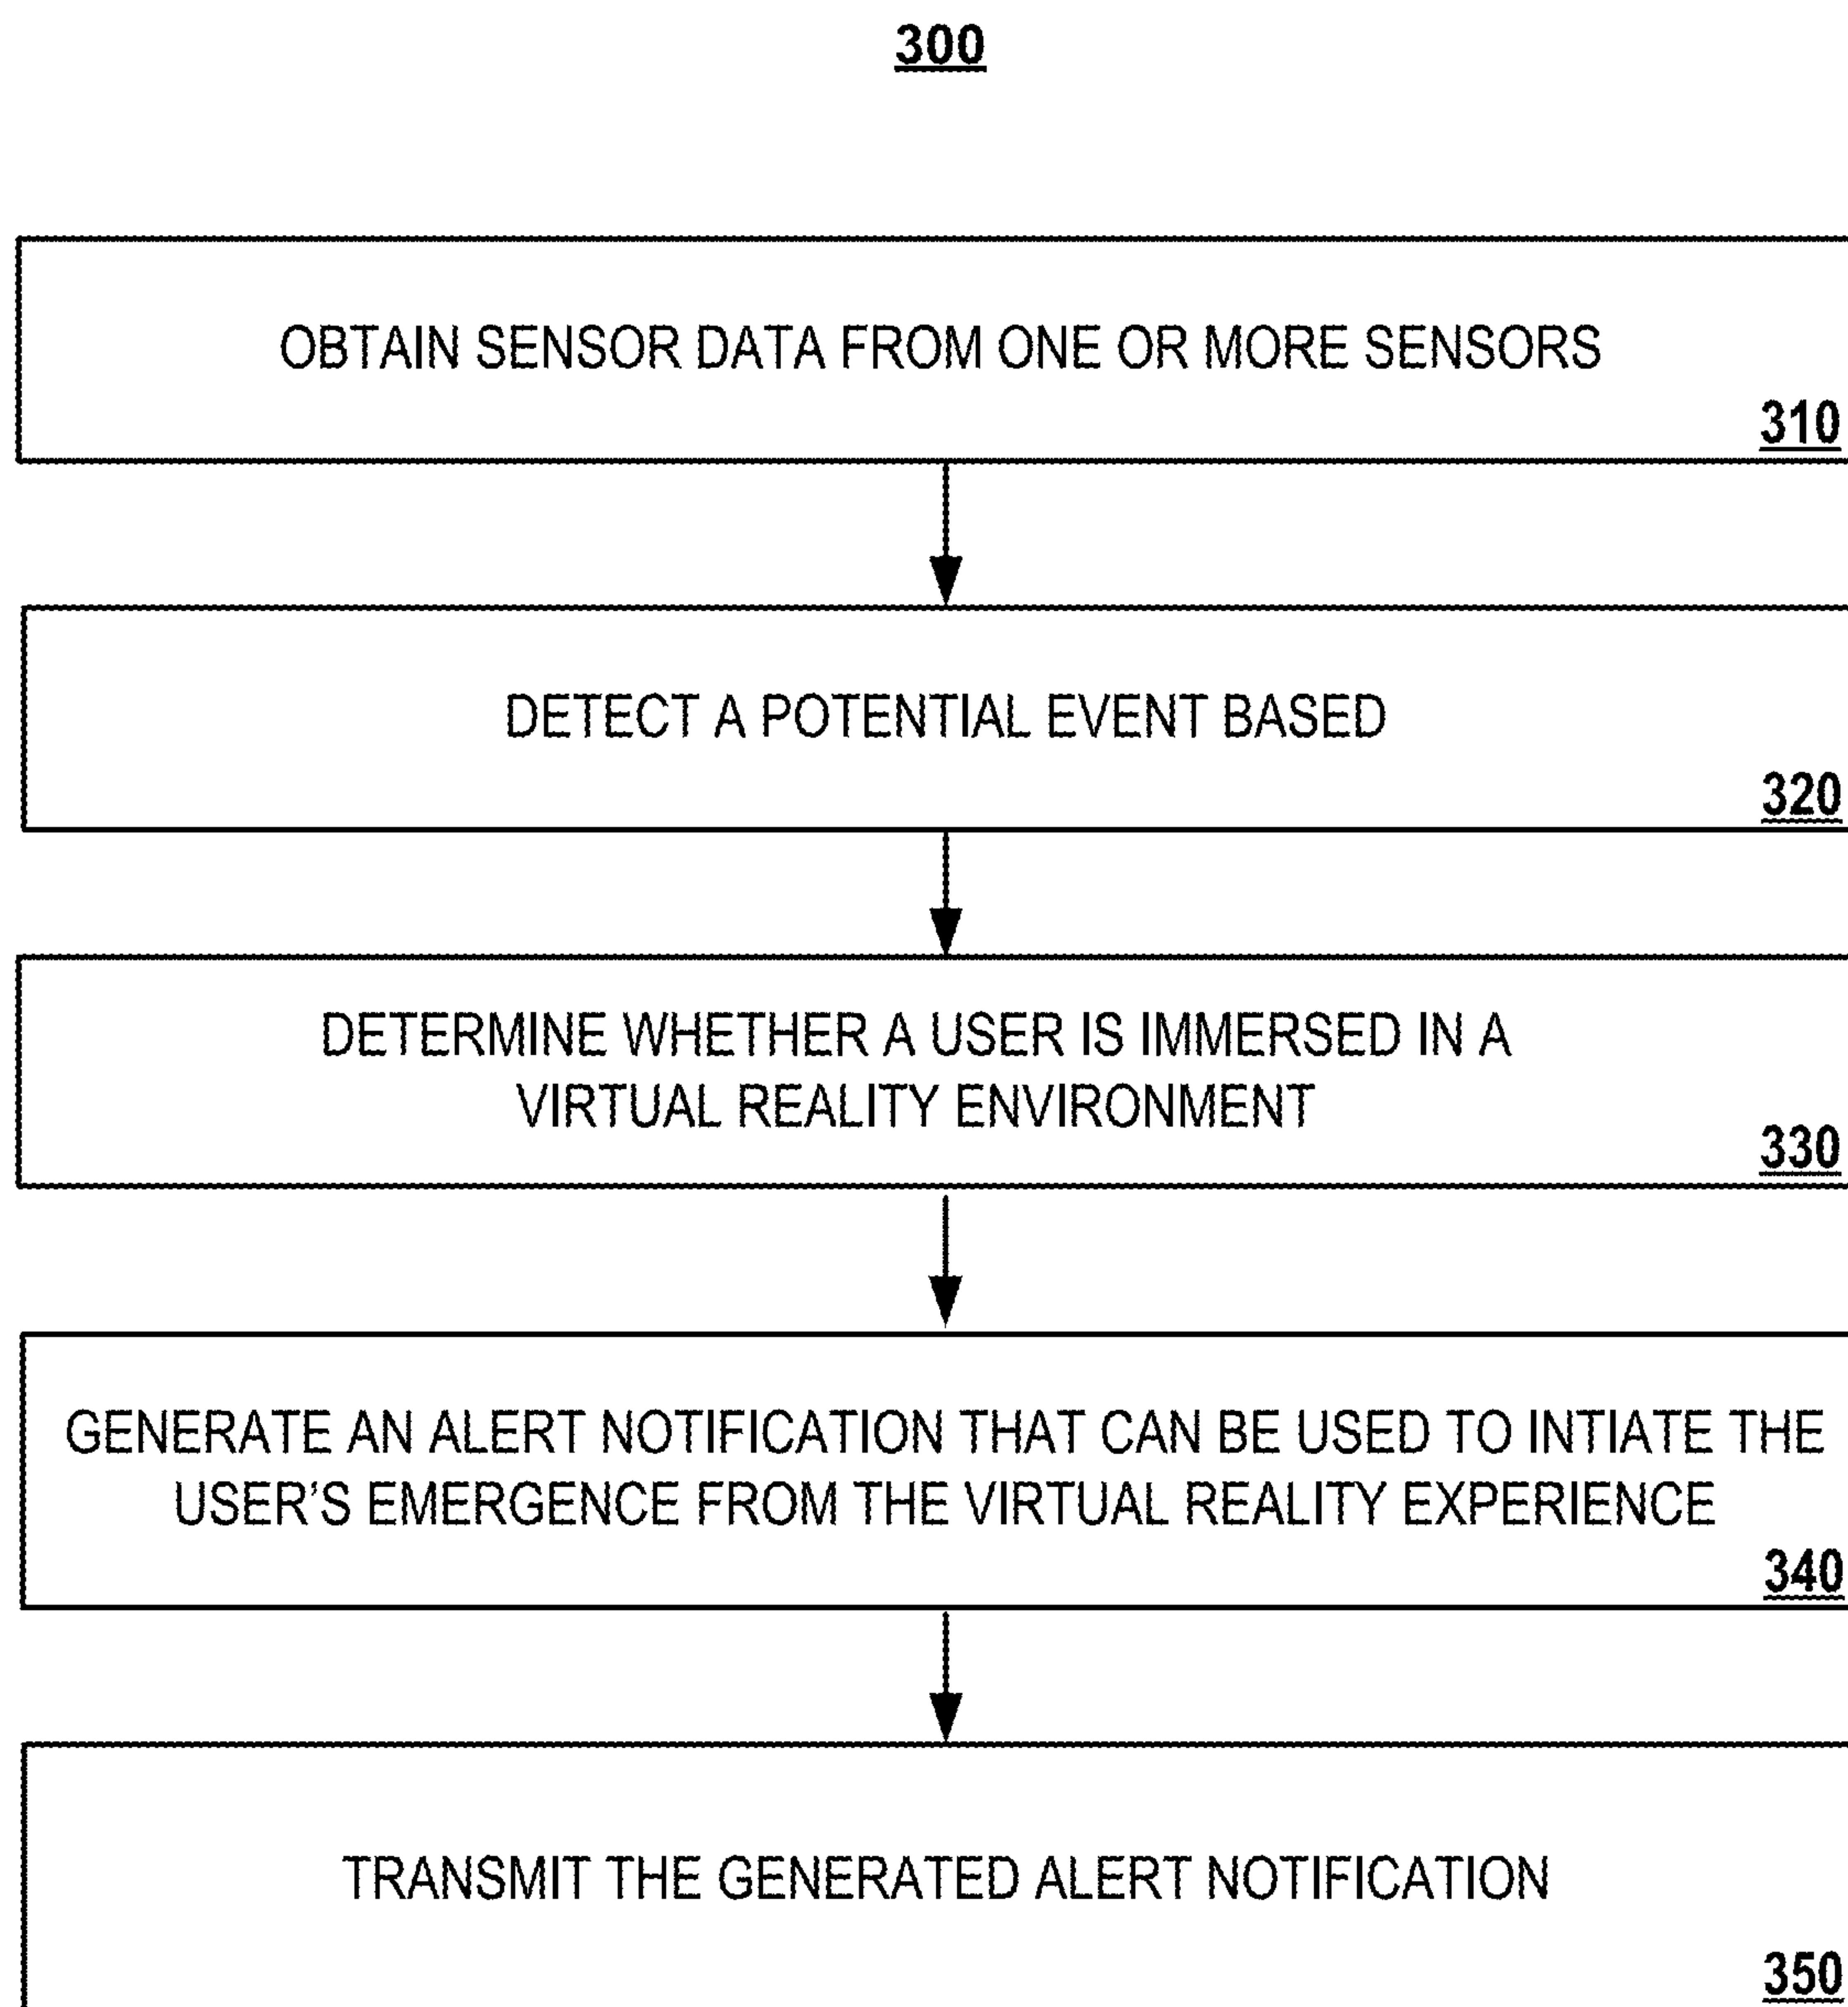 300
OBTAIN SENSOR DATA FROM ONE OR MORE SENSORS
310
DETECT A POTENTIAL EVENT BASED
320
DETERMINE WHETHER A USER IS IMMERSED IN A
VIRTUAL REALITY ENVIRONMENT
330
GENERATE AN ALERT NOTIFICATION THAT CAN BE USED TO INTIATE THE
USER'S EMERGENCE FROM THE VIRTUAL REALITY EXPERIENCE
340
TRANSMIT THE GENERATED ALERT NOTIFICATION
350